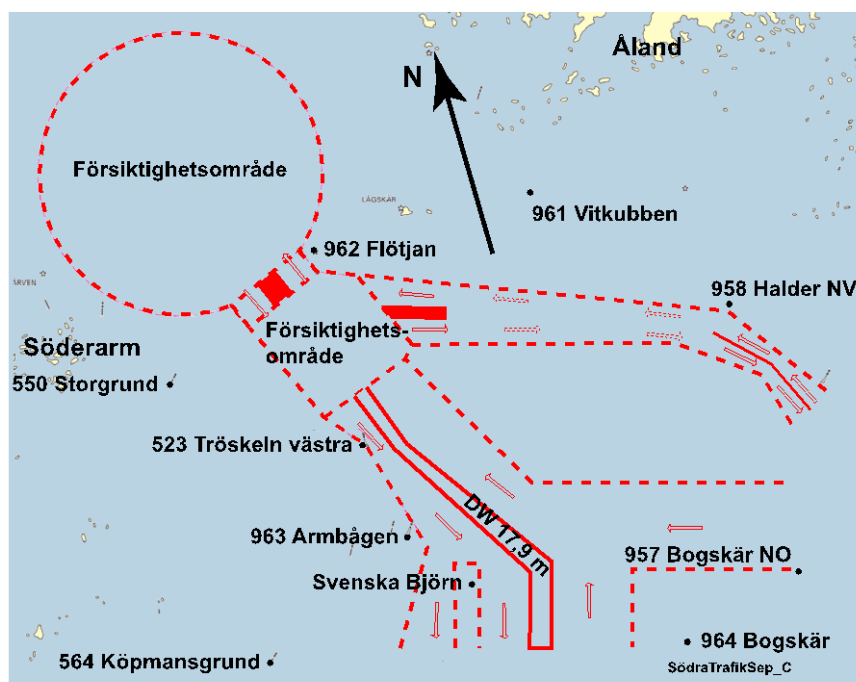 Åland
N
Försiktighetsområde
LÅGSKÄR
961 Vitkubben
962 Flötjan
958 Halder NV
Försiktighets-
område
Söderarm
550 Storgrund
523 Tröskeln västra
DW 17,9 m
963 Armbågen
957 Bogskär NO
Svenska Björn
964 Bogskär
564 Köpmansgrund
SödraTrafikSep_C